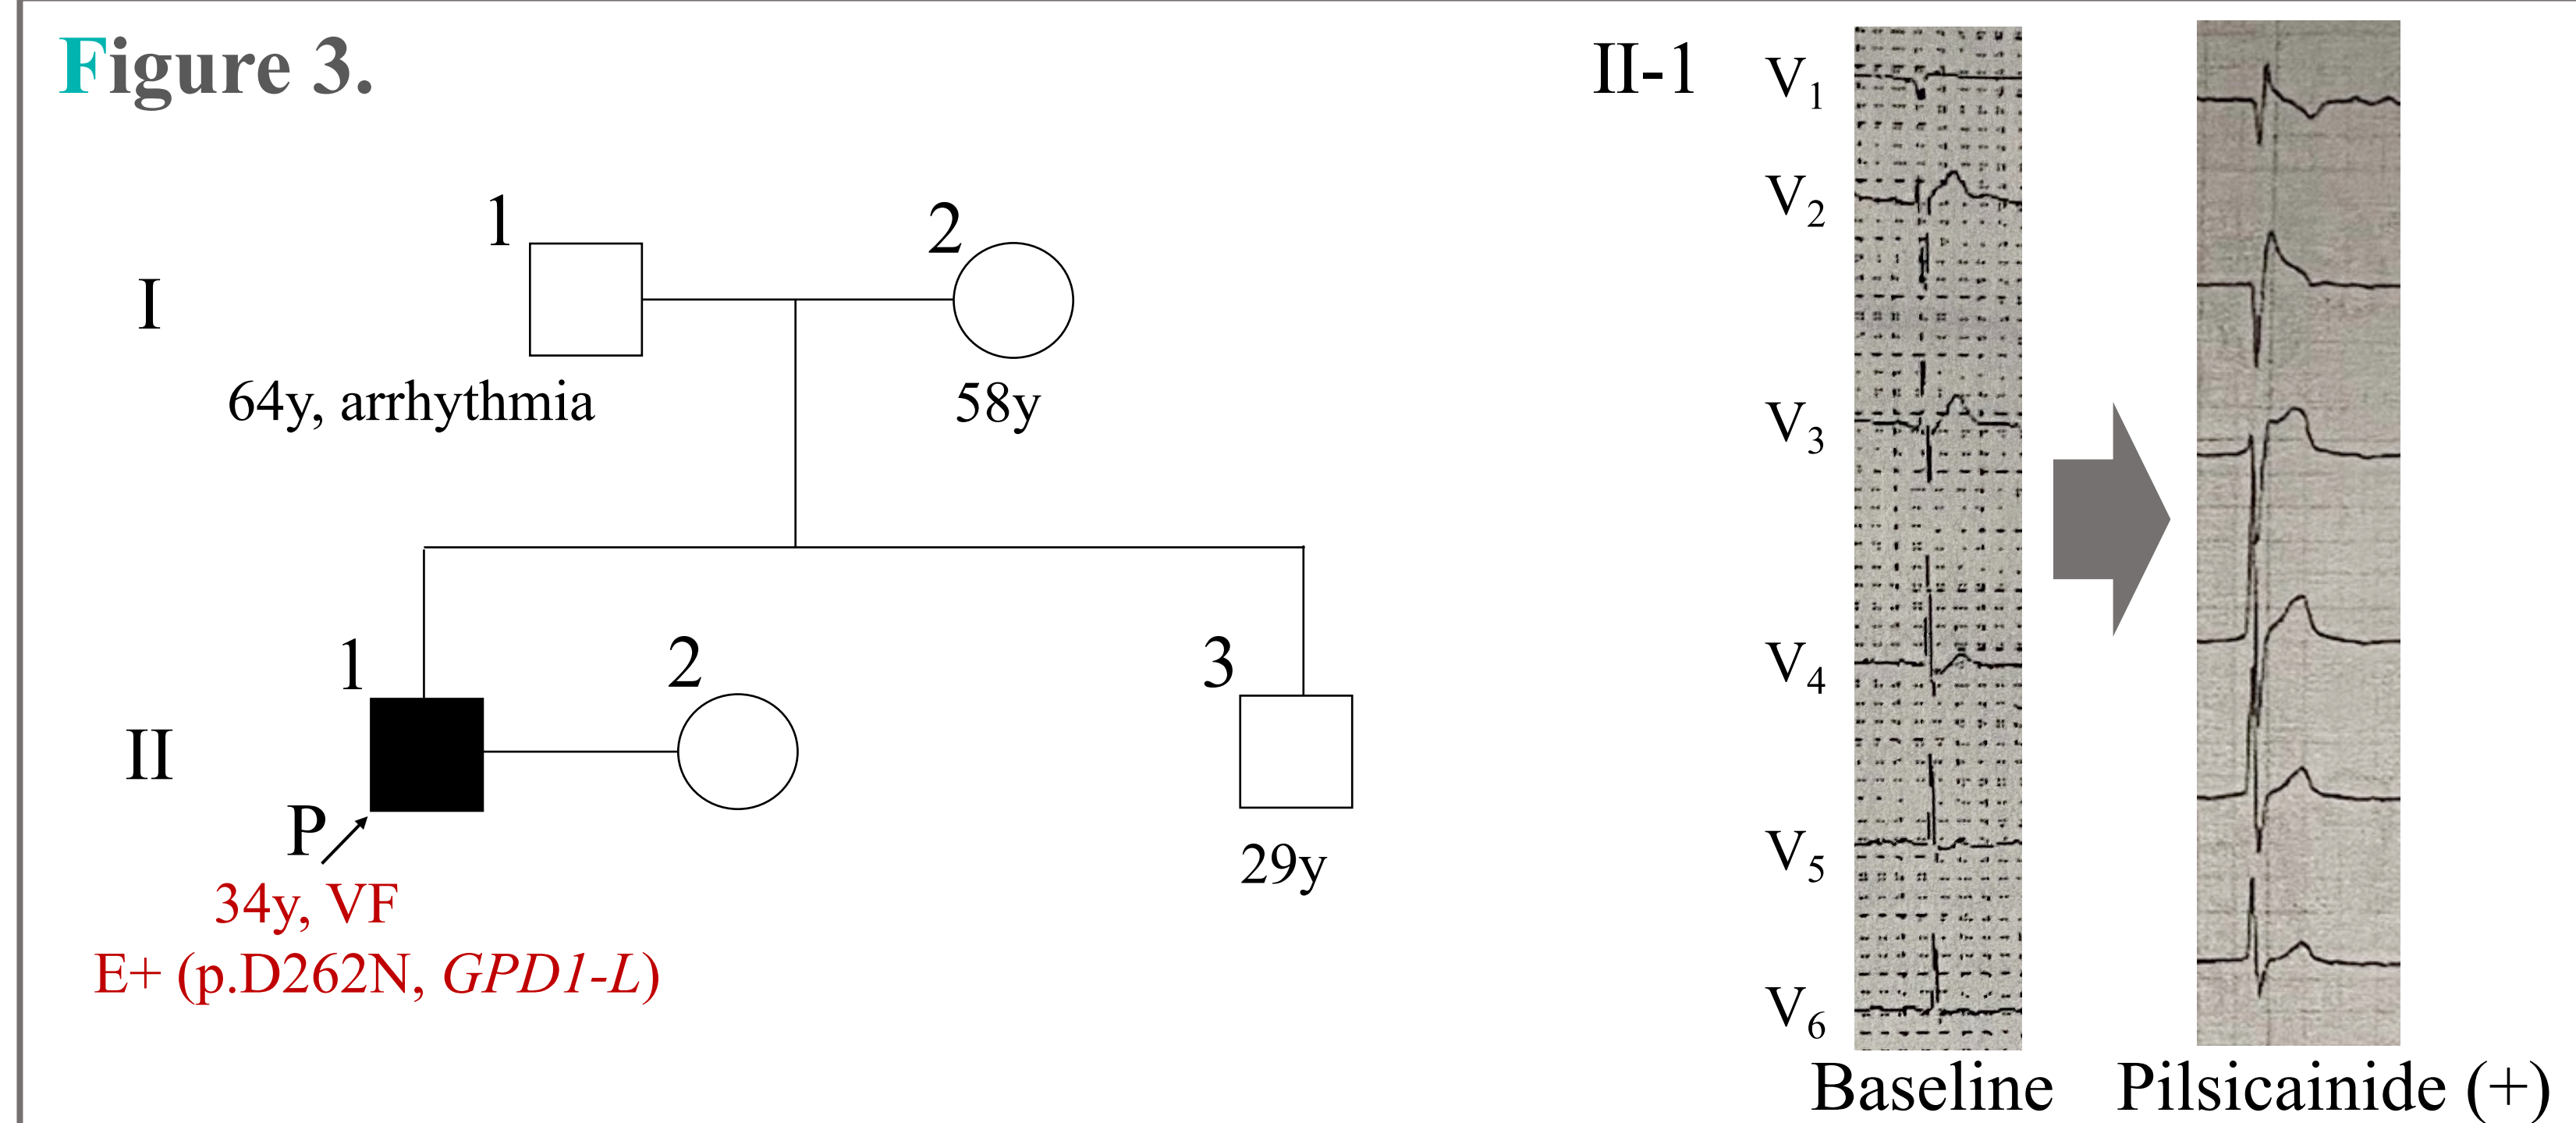 Figure 3.
1
2
I
64y, arrhythmia
58y
1
2
3
II
P
29y
34y, VF
E+ (p.D262N, GPD1-L)
II-1
V1
V2
V3
V4
V5
V6
Baseline
Pilsicainide (+)